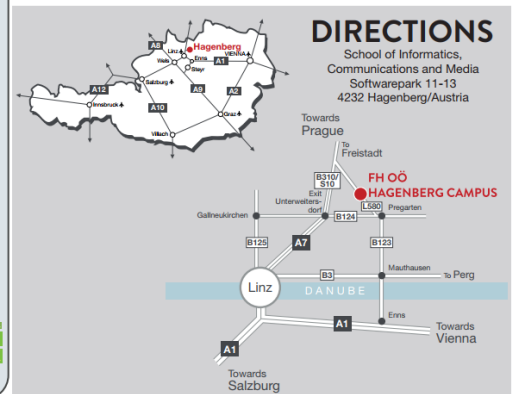 DIRECTIONS
School of Informatics,
Communications and Media
Softwarepark 11-13
4232 Hagenberg/Austria
A8
Linz
Hagenberg
Wels
Enns
A1
VIENNA
Steyr
Salzburg
A12
Innsbruck
A10
A9
A2
Graz
Villach
Towards
Prague
To
Freistadt
B310/
S10
FH OÖ
HAGENBERG CAMPUS
Exit
Unterweiters-
dorf
L580
Gallneukirchen
B124
Pregarten
B125
A7
B123
Mauthausen
B3
To Perg
Linz
DANUBE
Enns
A1
Towards
Vienna
A1
Towards
Salzburg